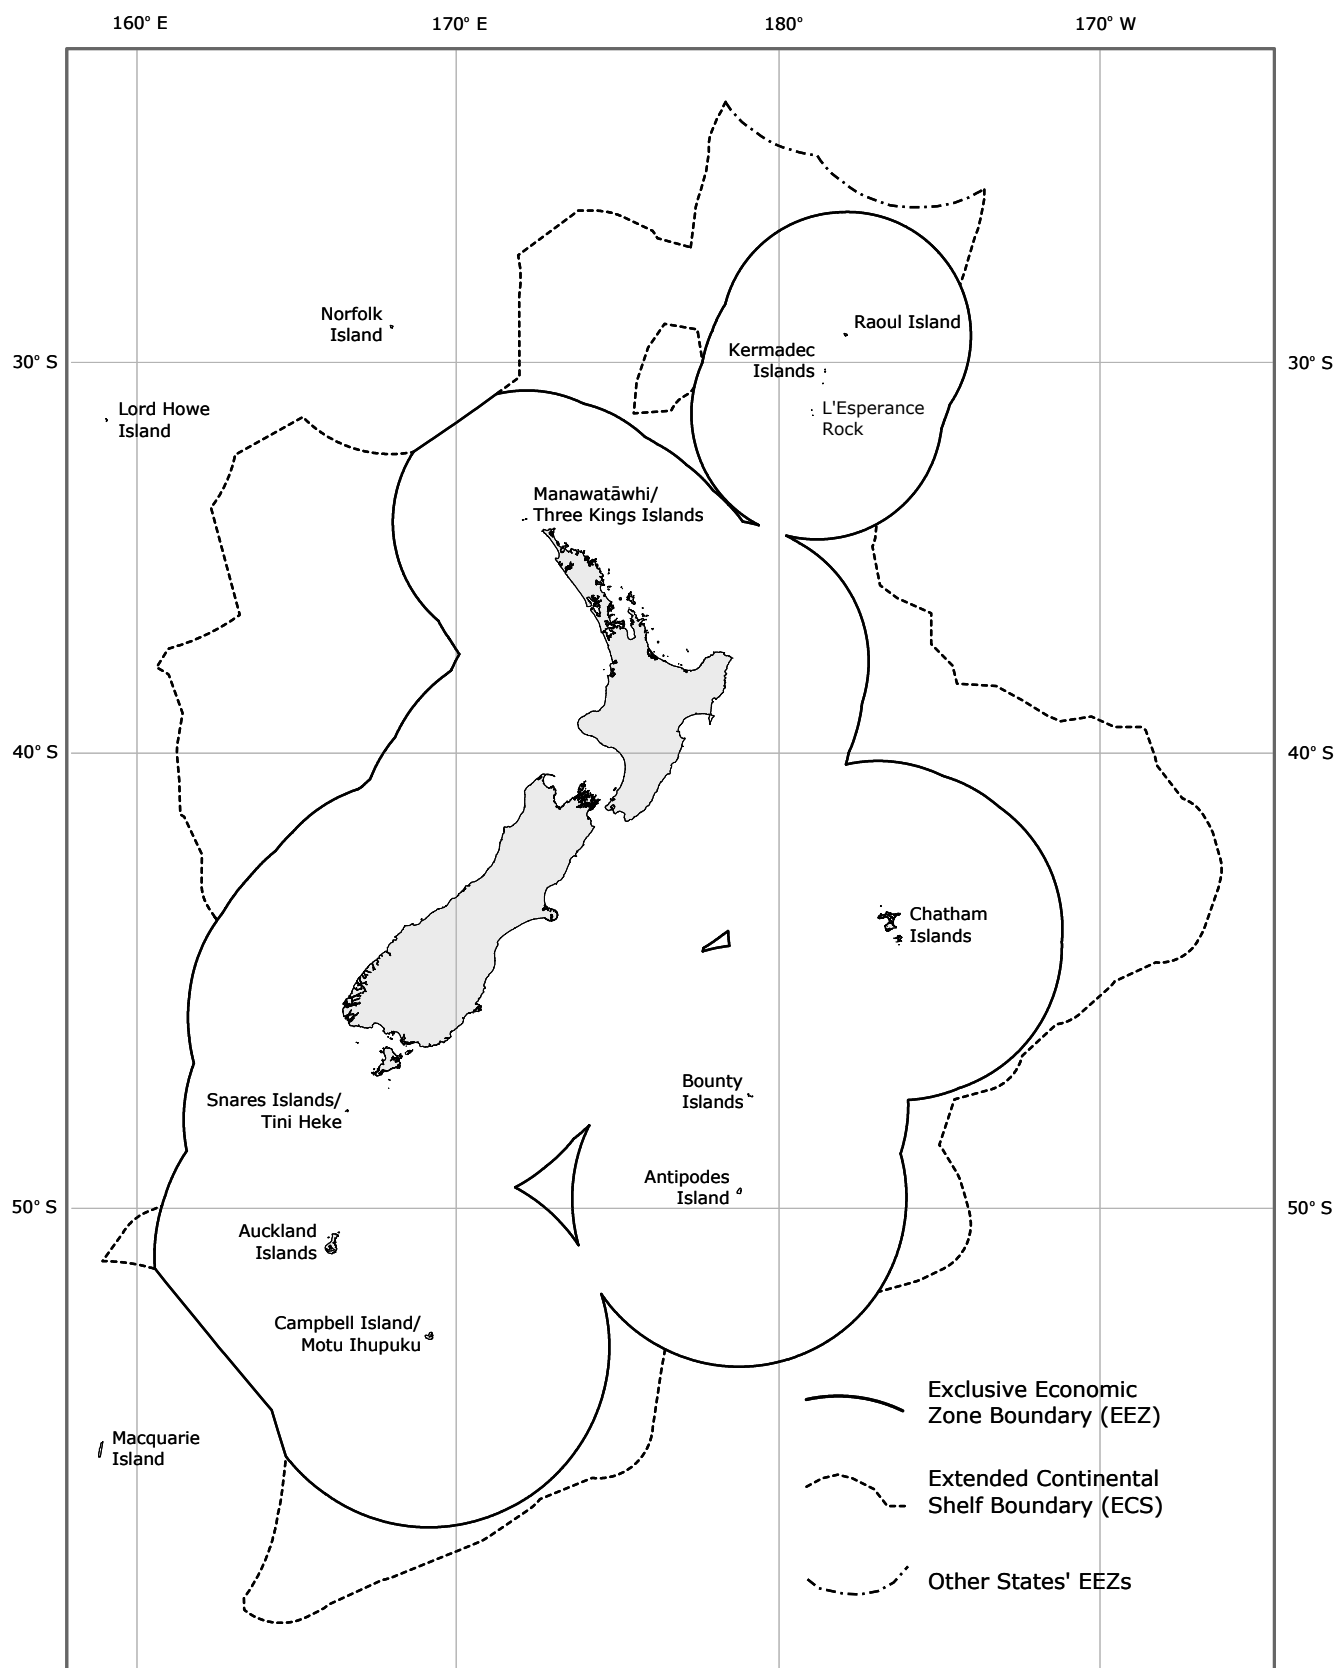 160° E
170° E
180°
170° W
Norfolk
Island
Raoul Island
Kermadec
Islands
30° S
30° S
Lord Howe
Island
L'Esperance
Rock
Manawatāwhi/
Three Kings Islands
40° S
40° S
Chatham
Islands
Bounty
Islands
Snares Islands/
Tini Heke
Antipodes
Island
50° S
50° S
Auckland
Islands
Campbell Island/
Motu Ihupuku
Macquarie
Island
Exclusive Economic
Zone Boundary (EEZ)
Extended Continental
Shelf Boundary (ECS)
Other States' EEZs